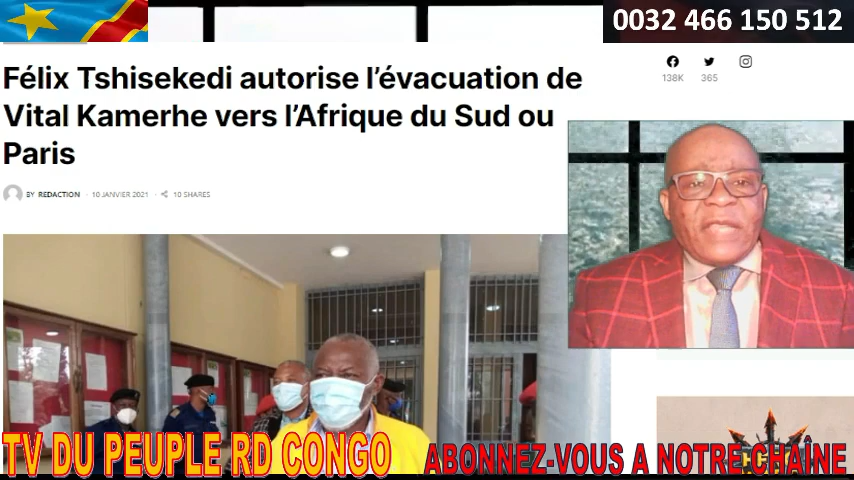 0032 466 150 512
Félix Tshisekedi autorise l'évacuation de
Vital Kamerhe vers l'Afrique du Sud ou
Paris
138K
365
BY REDACTION · 10 JANVIER 2021 · 10 SHARES
TV DU PEUPLE RD CONGO
ABONNEZ-VOUS A NOTRE CHAÎNE